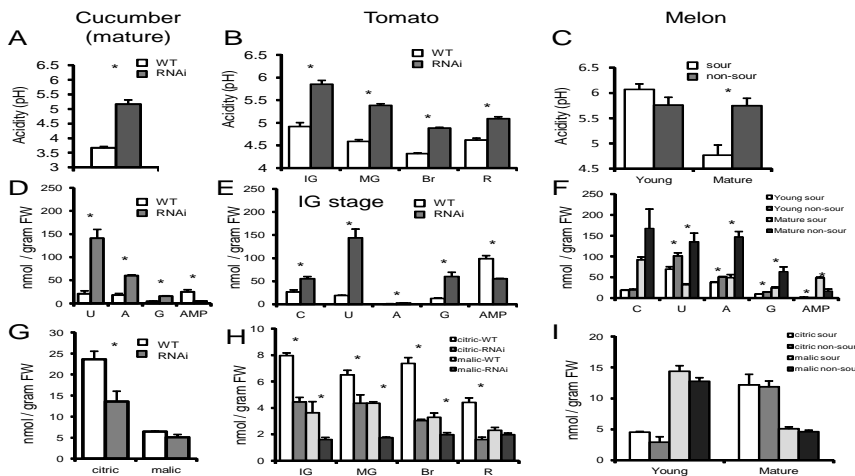 Cucumber
(mature)
Tomato
Melon
A
Acidity (pH)
6.5
6
5.5
5
4.5
4
3.5
3
*
WT
RNAi
B
Acidity (pH)
6.5
6
5.5
5
4.5
4
*
*
*
*
WT
RNAi
IG
MG
Br
R
C
Acidity (pH)
6.5
6
5.5
5
4.5
*
sour
non-sour
Young
Mature
D
nmol / gram FW
250
200
150
100
50
0
*
*
*
*
WT
RNAi
U
A
G
AMP
E
IG stage
250
200
150
100
50
0
*
*
*
*
*
WT
RNAi
C
U
A
G
AMP
F
nmol / gram FW
250
200
150
100
50
0
*
*
*
*
*
*
*
*
Young sour
Young non-sour
Mature sour
Mature non-sour
C
U
A
G
AMP
G
nmol / gram FW
30
25
20
15
10
5
0
*
WT
RNAi
citric
malic
H
nmol / gram FW
10
8
6
4
2
0
*
*
*
*
*
*
*
citric-WT
citric-RNAi
malic-WT
malic-RNAi
IG
MG
Br
R
I
nmol / gram FW
20
15
10
5
0
citric sour
citric non-sour
malic sour
malic non-sour
Young
Mature